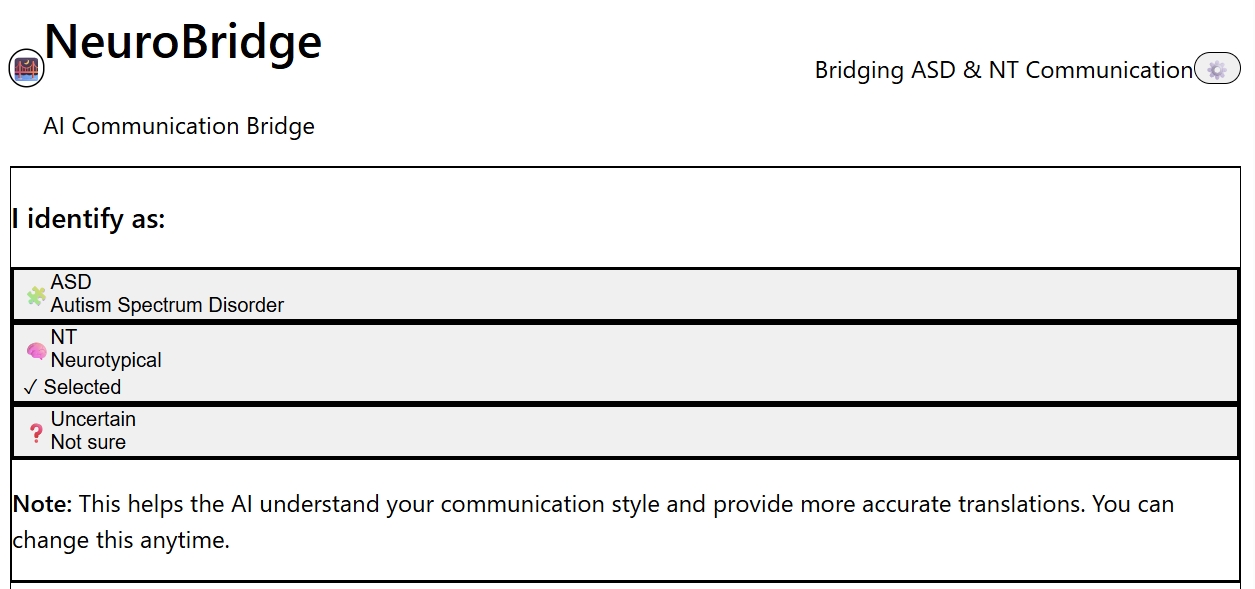 NeuroBridge
Bridging ASD & NT Communication
AI Communication Bridge
I identify as:
ASD
Autism Spectrum Disorder
NT
Neurotypical
✓ Selected
Uncertain
Not sure
Note: This helps the AI understand your communication style and provide more accurate translations. You can
change this anytime.